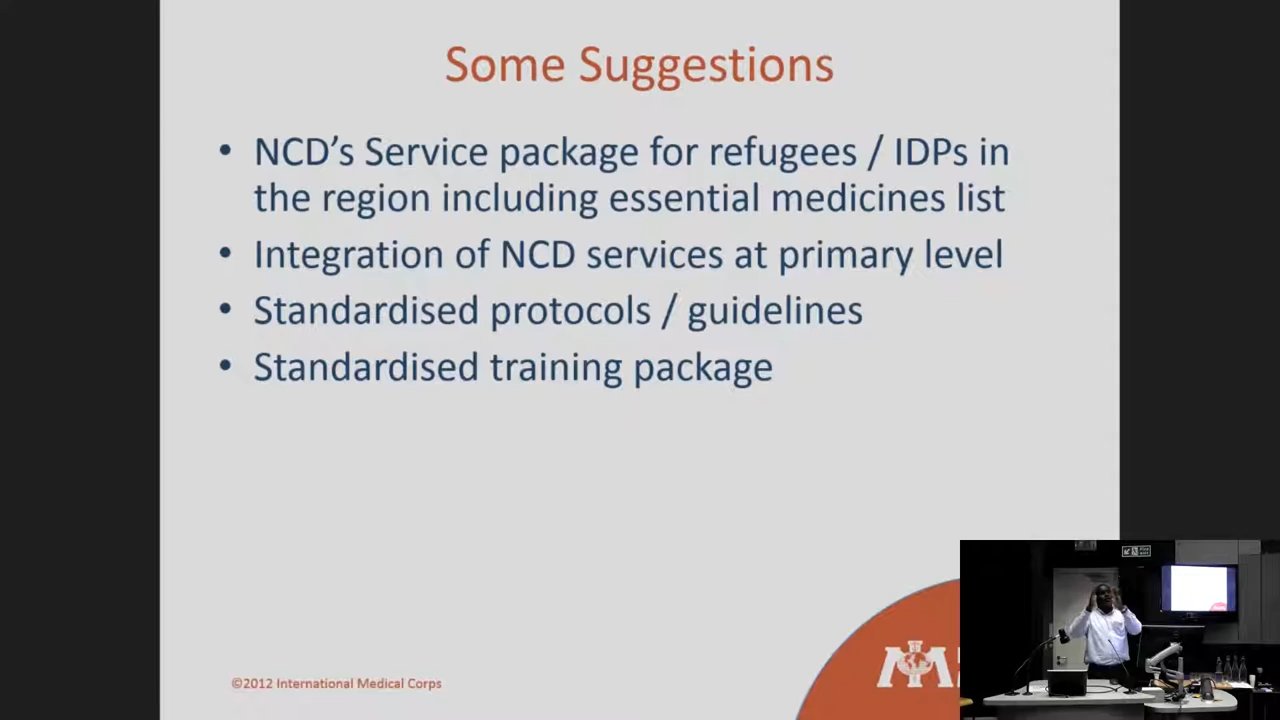 Some Suggestions
• NCD's Service package for refugees / IDPs in
the region including essential medicines list
• Integration of NCD services at primary level
• Standardised protocols / guidelines
• Standardised training package
©2012 International Medical Corps